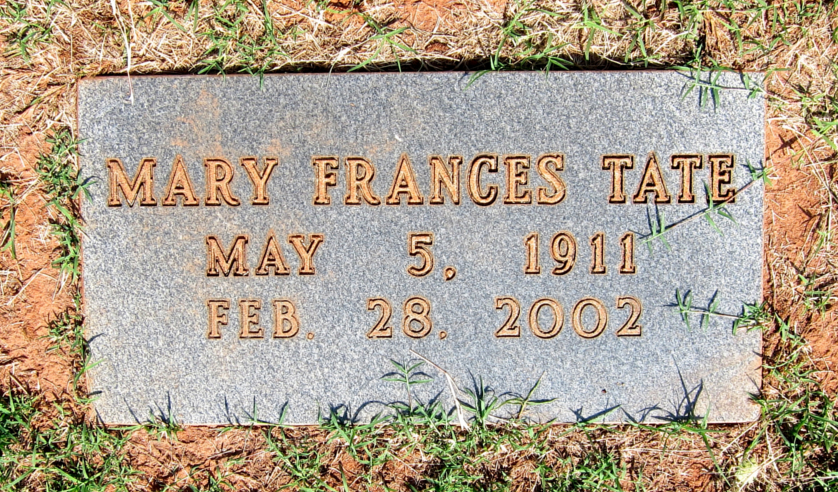 MARY FRANCES TATE
MAY 5, 1911
FEB. 28, 2002